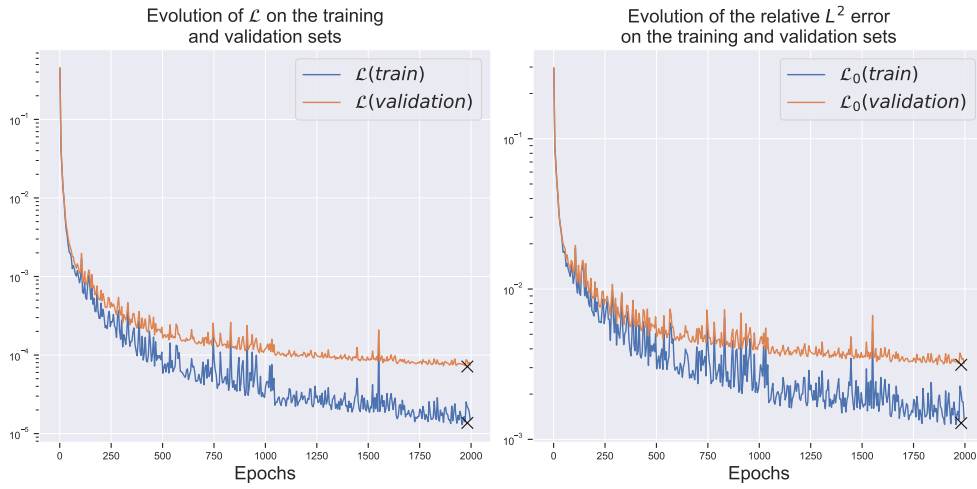 Evolution of ℒ on the training
and validation sets
ℒ(train)
ℒ(validation)
10⁻¹
10⁻²
10⁻³
10⁻⁴
10⁻⁵
0 250 500 750 1000 1250 1500 1750 2000
Epochs
Evolution of the relative L² error
on the training and validation sets
ℒ₀(train)
ℒ₀(validation)
10⁻¹
10⁻²
10⁻³
0 250 500 750 1000 1250 1500 1750 2000
Epochs